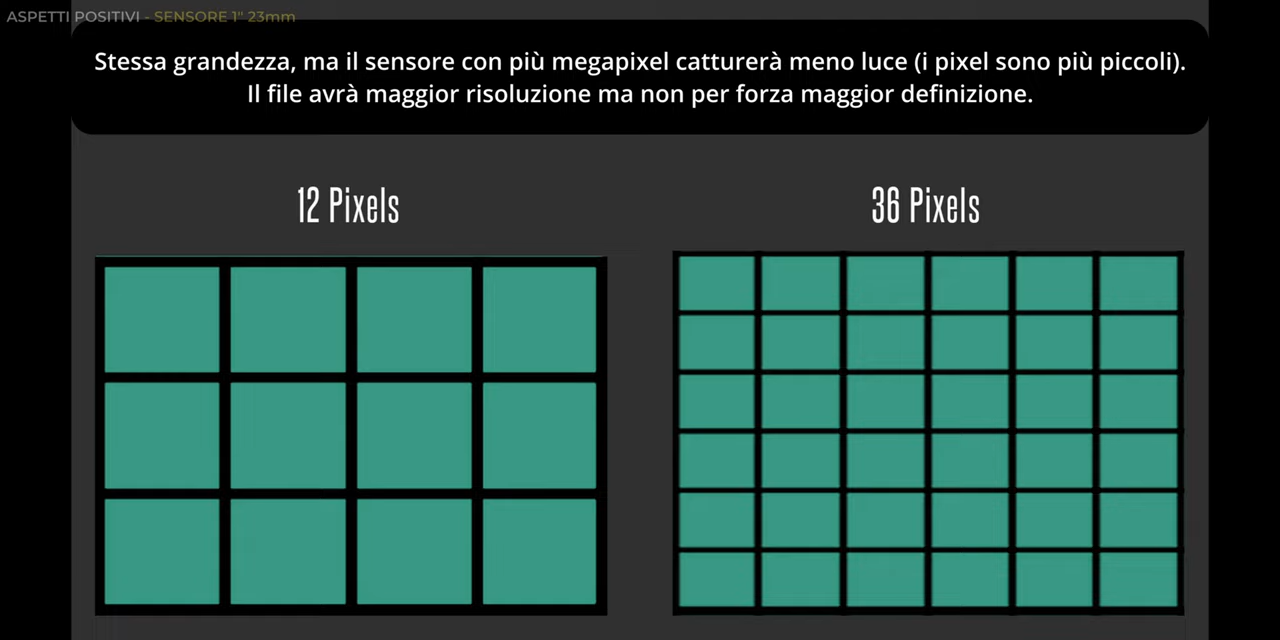 ASPETTI POSITIVI - SENSORE 1" 23mm
Stessa grandezza, ma il sensore con più megapixel catturerà meno luce (i pixel sono più piccoli).
Il file avrà maggior risoluzione ma non per forza maggior definizione.
12 Pixels
36 Pixels